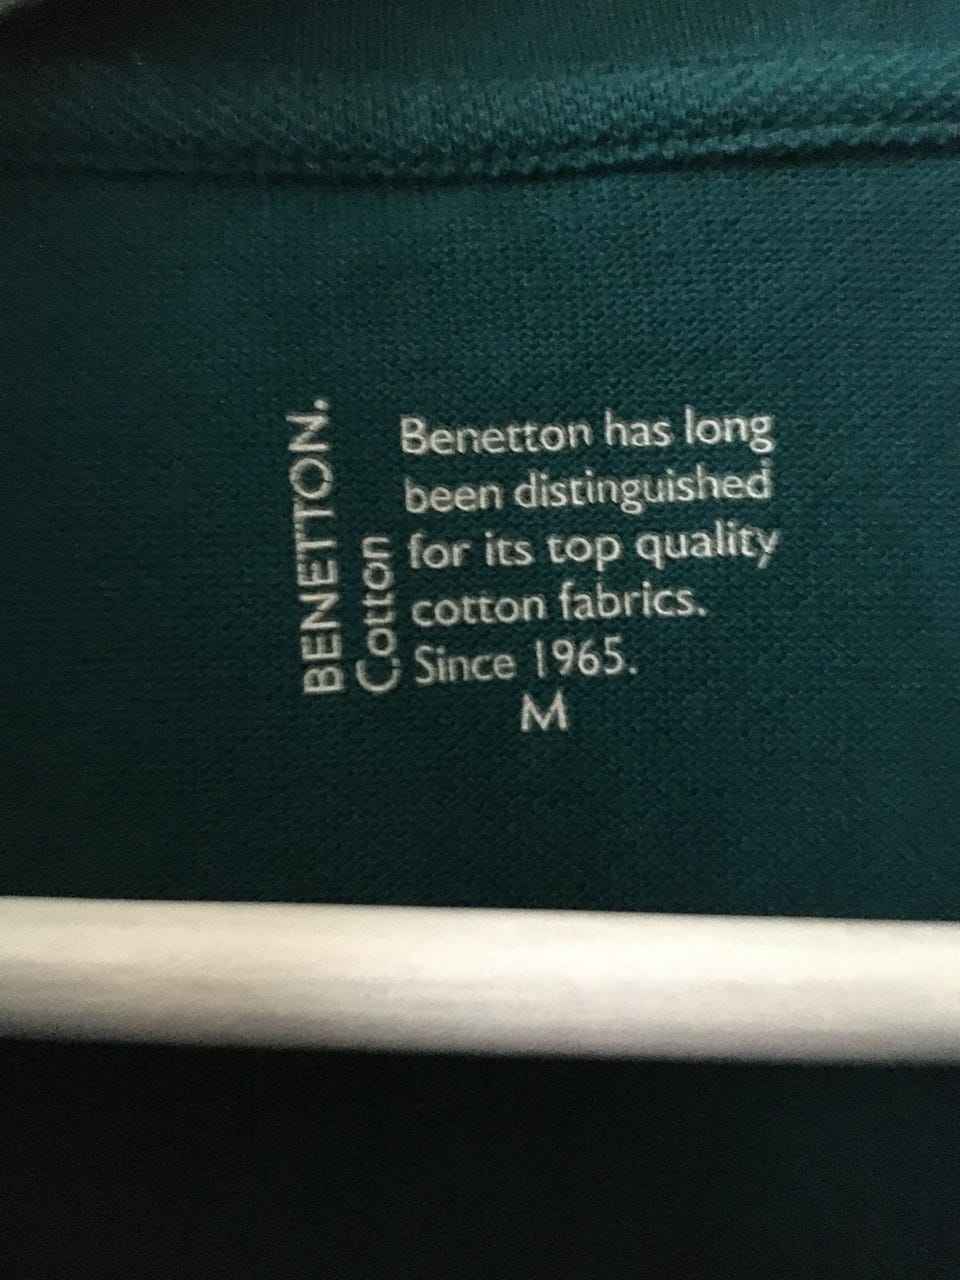 BENETTON.
Cotton
Benetton has long
been distinguished
for its top quality
cotton fabrics.
Since 1965.
M